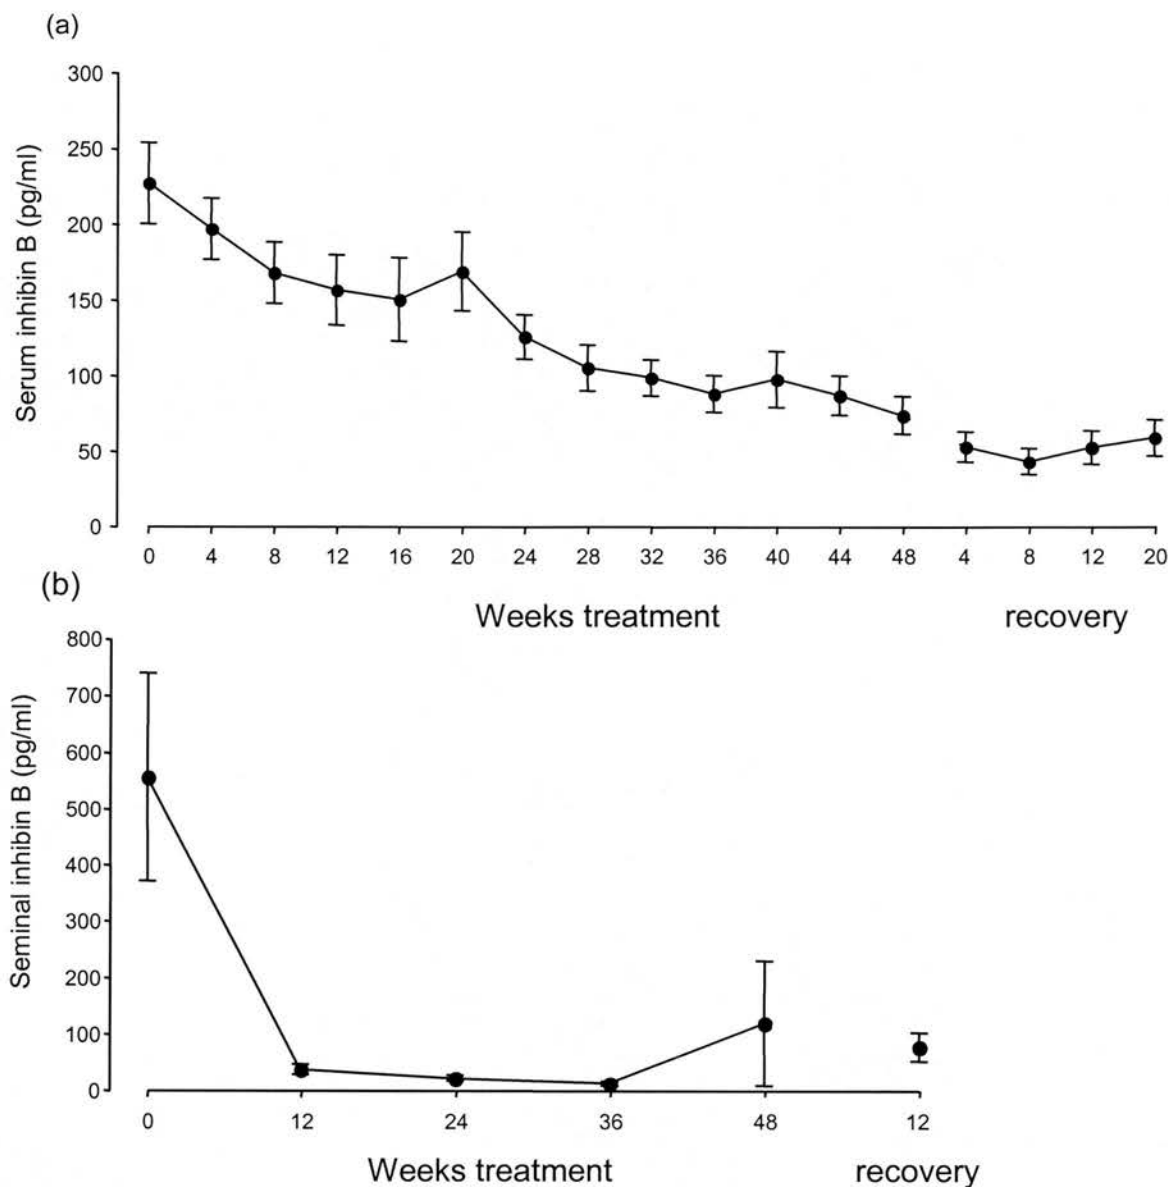 (a)
300
250
200
150
100
50
0
Serum inhibin B (pg/ml)
0 4 8 12 16 20 24 28 32 36 40 44 48 4 8 12 20
Weeks treatment recovery
(b)
800
700
600
500
400
300
200
100
0
Seminal inhibin B (pg/ml)
0 12 24 36 48 12
Weeks treatment recovery